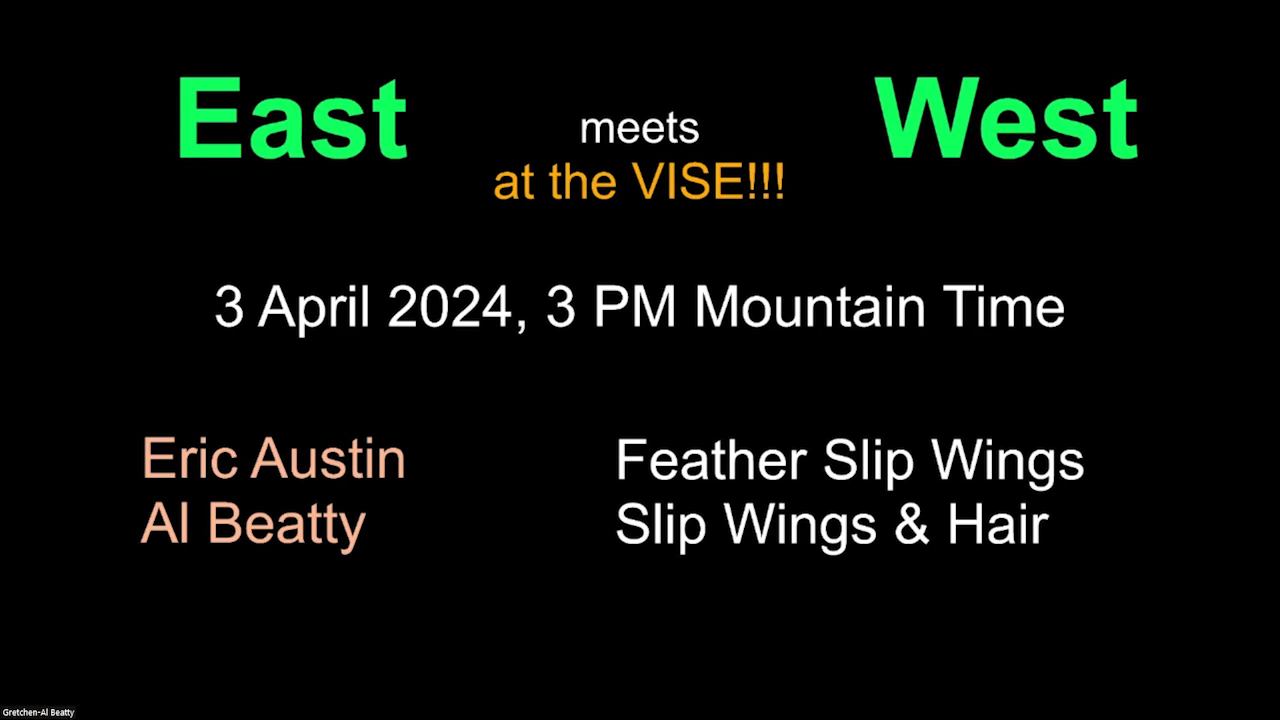 East meets West
at the VISE!!!
3 April 2024, 3 PM Mountain Time
Eric Austin Feather Slip Wings
Al Beatty Slip Wings & Hair
Gretchen-Al Beatty